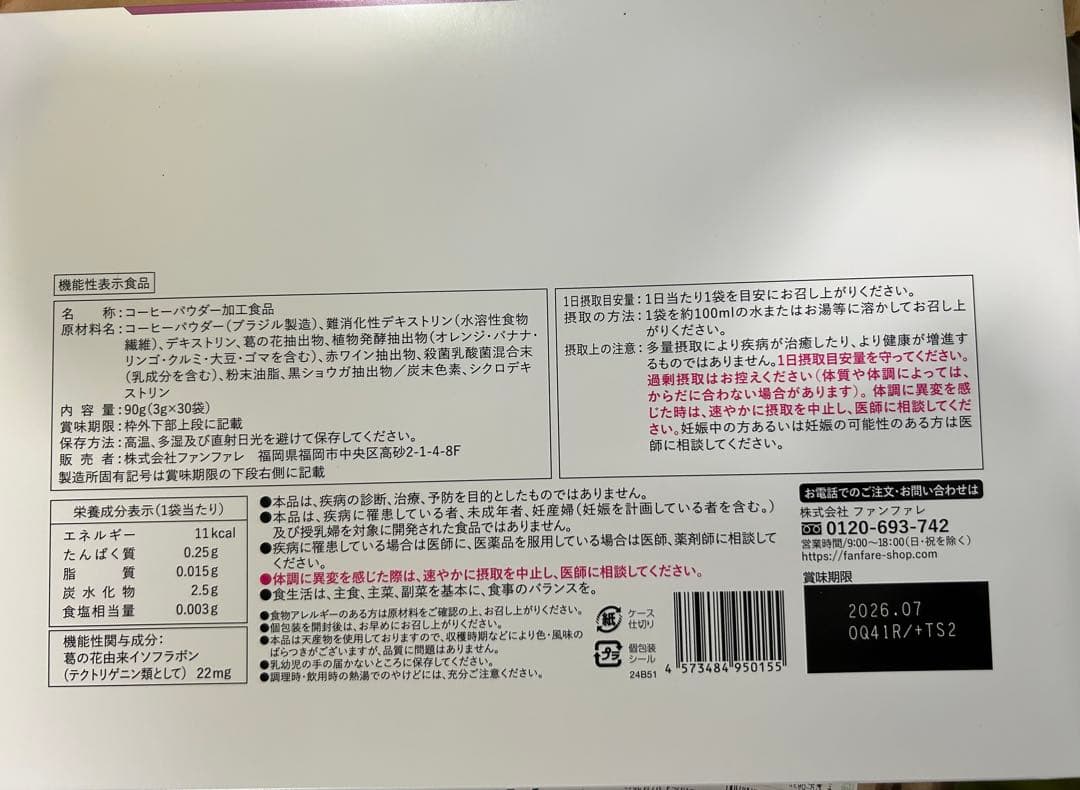 機能性表示食品
名　　称:コーヒーパウダー加工食品
原材料名:コーヒーパウダー(ブラジル製造)、難消化性デキストリン(水溶性食物
繊維)、デキストリン、葛の花抽出物、植物発酵抽出物(オレンジ・バナナ・
リンゴ・クルミ・大豆・ゴマを含む)、赤ワイン抽出物、殺菌乳酸菌混合末
(乳成分を含む)、粉末油脂、黒ショウガ抽出物／炭末色素、シクロデキ
ストリン
内 容 量:90g(3g×30袋)
賞味期限:枠外下部上段に記載
保存方法:高温、多湿及び直射日光を避けて保存してください。
販 売 者:株式会社ファンファレ　福岡県福岡市中央区高砂2-1-4-8F
製造所固有記号は賞味期限の下段右側に記載
1日摂取目安量:1日当たり1袋を目安にお召し上がりください。
摂取の方法:1袋を約100mlの水またはお湯等に溶かしてお召し上
がりください。
摂取上の注意:多量摂取により疾病が治癒したり、より健康が増進す
るものではありません。1日摂取目安量を守ってください。
過剰摂取はお控えください(体質や体調によっては、
からだに合わない場合があります)。体調に異変を感
じた時は、速やかに摂取を中止し、医師に相談してくだ
さい。妊娠中の方あるいは妊娠の可能性のある方は医
師に相談してください。
栄養成分表示(1袋当たり)
エネルギー　11kcal
たんぱく質　0.25g
脂　　質　0.015g
炭水化物　2.5g
食塩相当量　0.003g
機能性関与成分:
葛の花由来イソフラボン
(テクトリゲニン類として)　22mg
●本品は、疾病の診断、治療、予防を目的としたものではありません。
●本品は、疾病に罹患している者、未成年者、妊産婦(妊娠を計画している者を含む。)
及び授乳婦を対象に開発された食品ではありません。
●疾病に罹患している場合は医師に、医薬品を服用している場合は医師、薬剤師に相談して
ください。
●体調に異変を感じた際は、速やかに摂取を中止し、医師に相談してください。
●食生活は、主食、主菜、副菜を基本に、食事のバランスを。
●食物アレルギーのある方は原材料をご確認の上、お召し上がりください。
●個包装を開封後は、お早めにお召し上がりください。
●本品は天産物を使用しておりますので、収穫時期などにより色・風味の
ばらつきがございますが、品質に問題はありません。
●乳幼児の手の届かないところに保存してください。
●調理時・飲用時の熱湯でのやけどには、充分ご注意ください。
紙
ケース
仕切り
プラ
個包装
シール
24B51
4 573484 950155
お電話でのご注文・お問い合わせは
株式会社 ファンファレ
0120-693-742
営業時間/9:00～18:00(日・祝を除く)
https://fanfare-shop.com
賞味期限
2026.07
0Q41R/+TS2